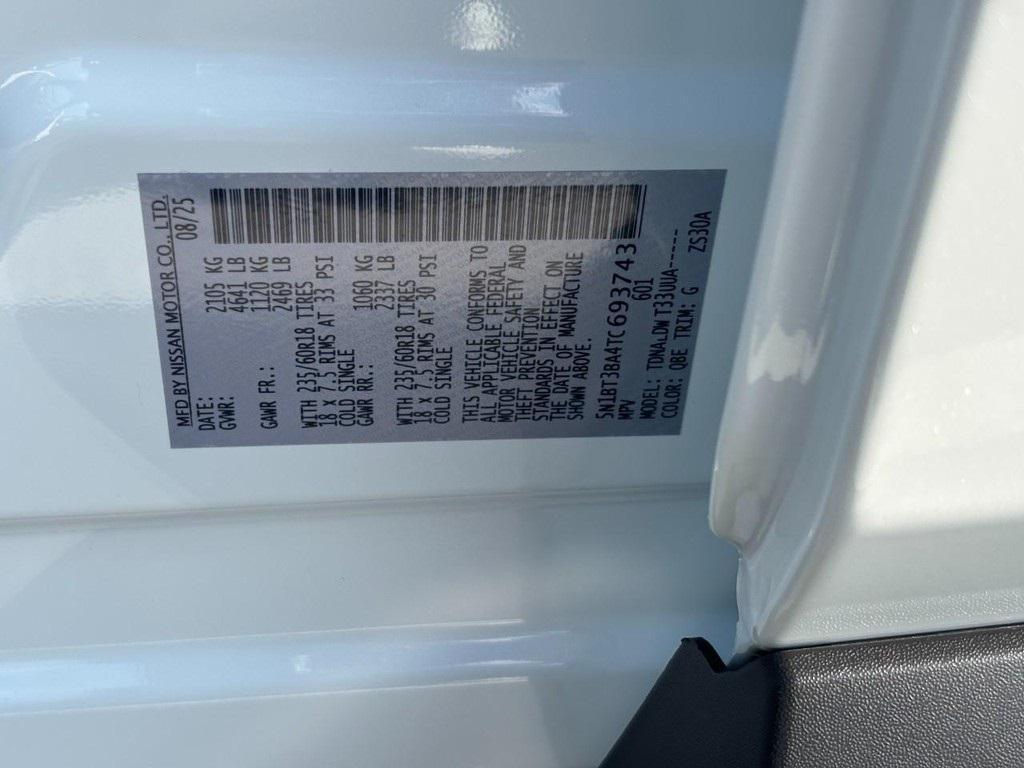 MFD BY NISSAN MOTOR CO., LTD.
DATE: 08/25
GVWR: 2105 KG
4641 LB
GAWR FR.: 1120 KG
2469 LB
WITH 235/60R18 TIRES
18 x 7.5 RIMS AT 33 PSI
COLD SINGLE
GAWR RR.: 1060 KG
2337 LB
WITH 235/60R18 TIRES
18 x 7.5 RIMS AT 30 PSI
COLD SINGLE
THIS VEHICLE CONFORMS TO
ALL APPLICABLE FEDERAL
MOTOR VEHICLE SAFETY AND
THEFT PREVENTION
STANDARDS IN EFFECT ON
THE DATE OF MANUFACTURE
SHOWN ABOVE.
5N1BT3BA4TC693743
MPV 601
MODEL: TDNALDW T33UUA-----
COLOR: QBE TRIM: G ZS30A